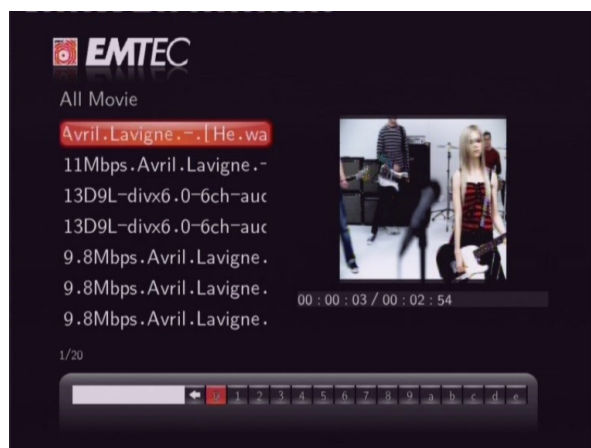 EMTEC
All Movie
Avril.Lavigne.-.[He.wa
11Mbps.Avril.Lavigne.-
13D9L-divx6.0-6ch-auc
13D9L-divx6.0-6ch-auc
9.8Mbps.Avril.Lavigne.
9.8Mbps.Avril.Lavigne.
9.8Mbps.Avril.Lavigne.
00:00:03/00:02:54
1/20
0 1 2 3 4 5 6 7 8 9 a b c d e